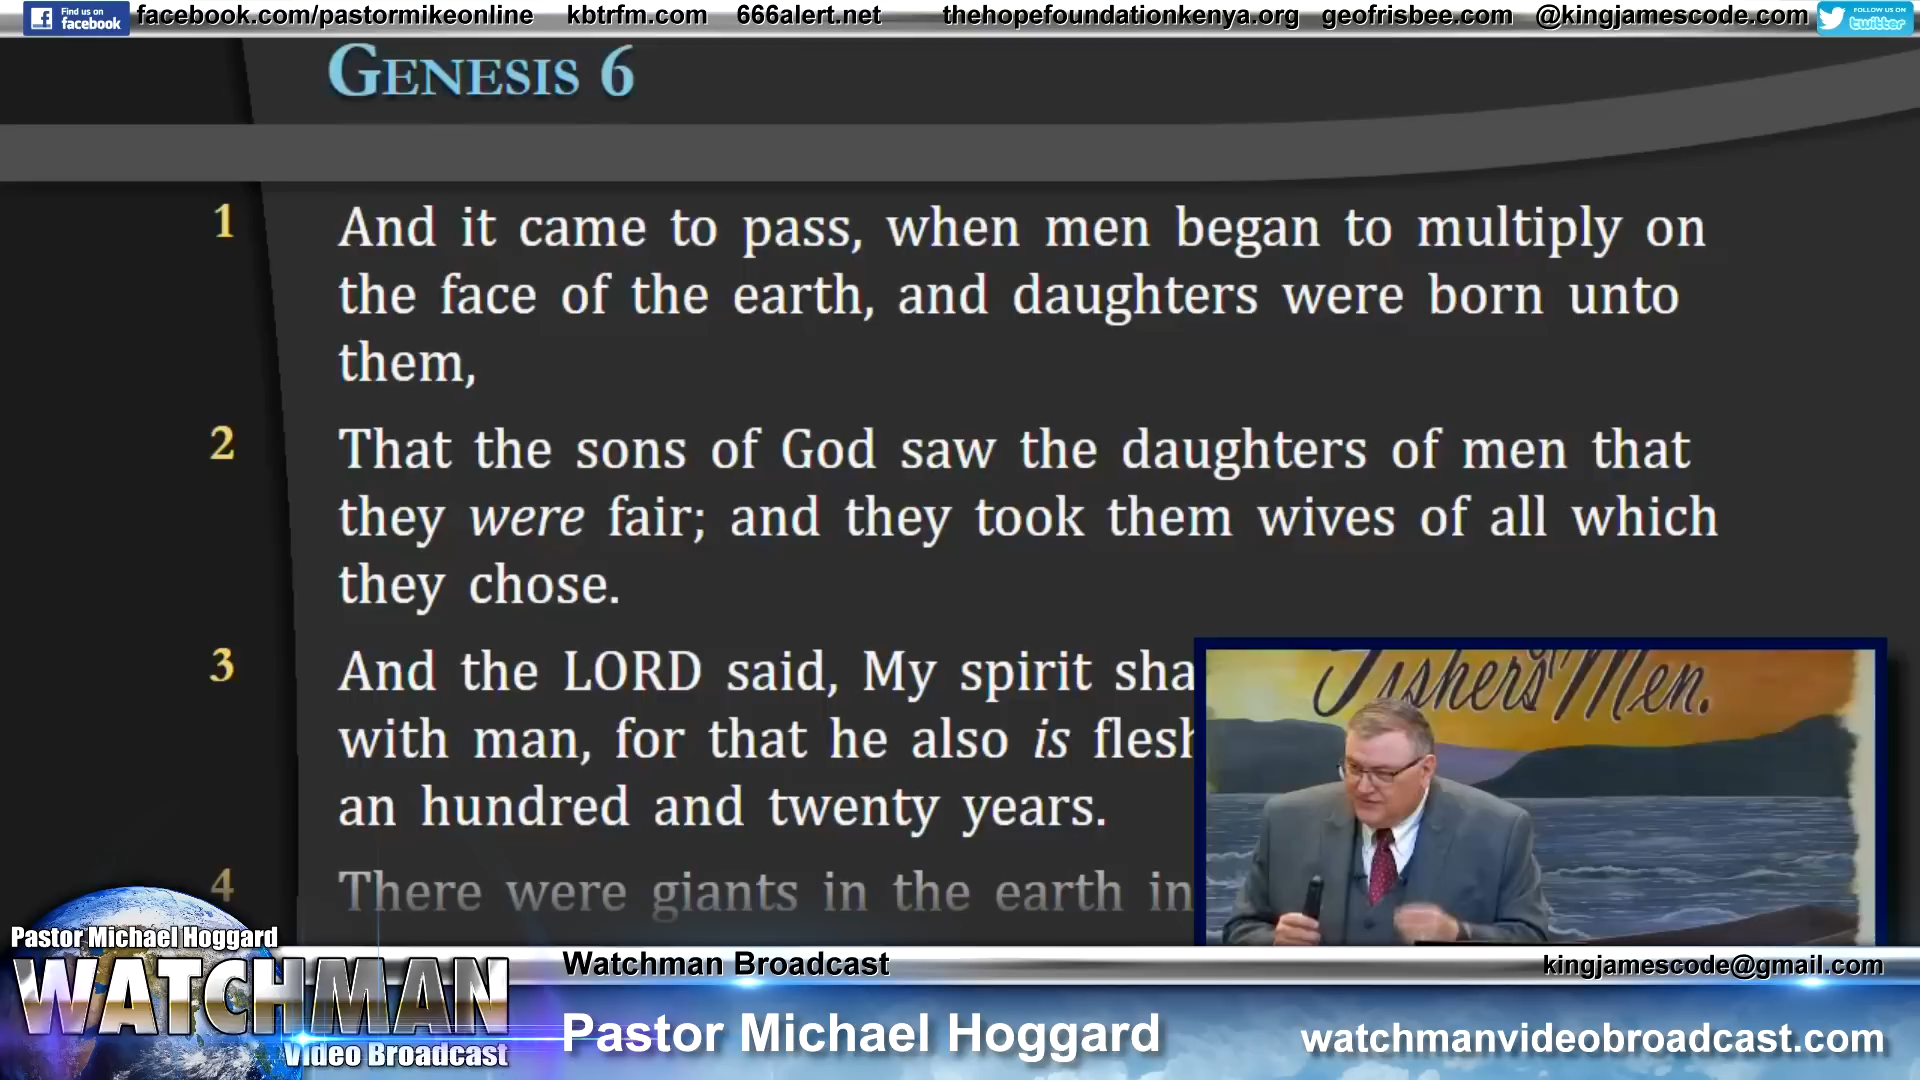 Find us on
facebook
facebook.com/pastormikeonline kbtrfm.com 666alert.net thehopefoundationkenya.org geofrisbee.com @kingjamescode.com
FOLLOW US ON
twitter
GENESIS 6
1 And it came to pass, when men began to multiply on
the face of the earth, and daughters were born unto
them,
2 That the sons of God saw the daughters of men that
they were fair; and they took them wives of all which
they chose.
3 And the LORD said, My spirit sha
with man, for that he also is flesh
an hundred and twenty years.
4 There were giants in the earth in
Fishers of Men.
Pastor Michael Hoggard
WATCHMAN
Video Broadcast
Watchman Broadcast
kingjamescode@gmail.com
Pastor Michael Hoggard
watchmanvideobroadcast.com